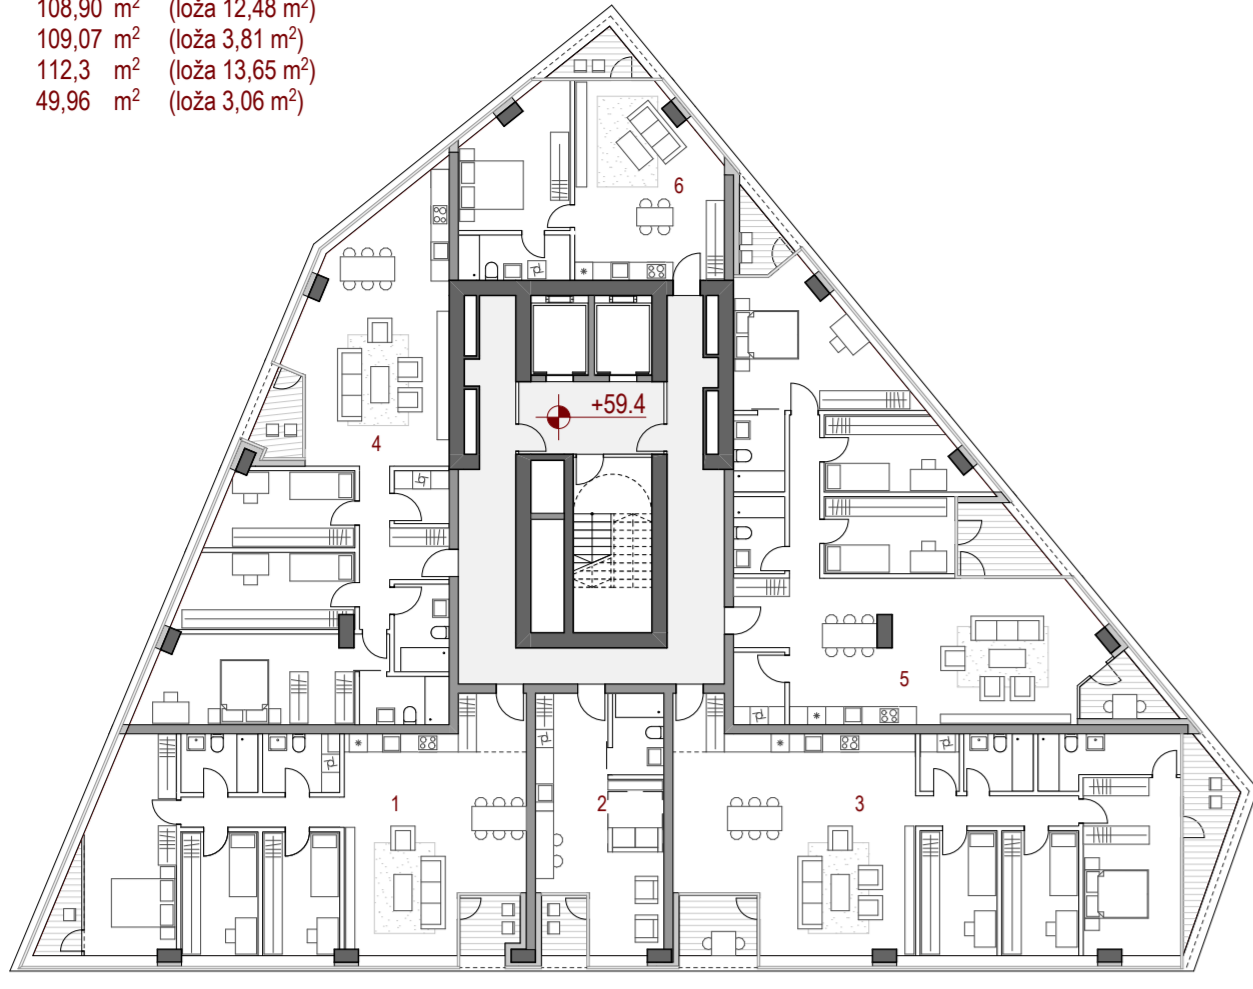 108,90 m² (loža 12,48 m²)
109,07 m² (loža 3,81 m²)
112,3 m² (loža 13,65 m²)
49,96 m² (loža 3,06 m²)
6
+59.4
4
5
1
2
3